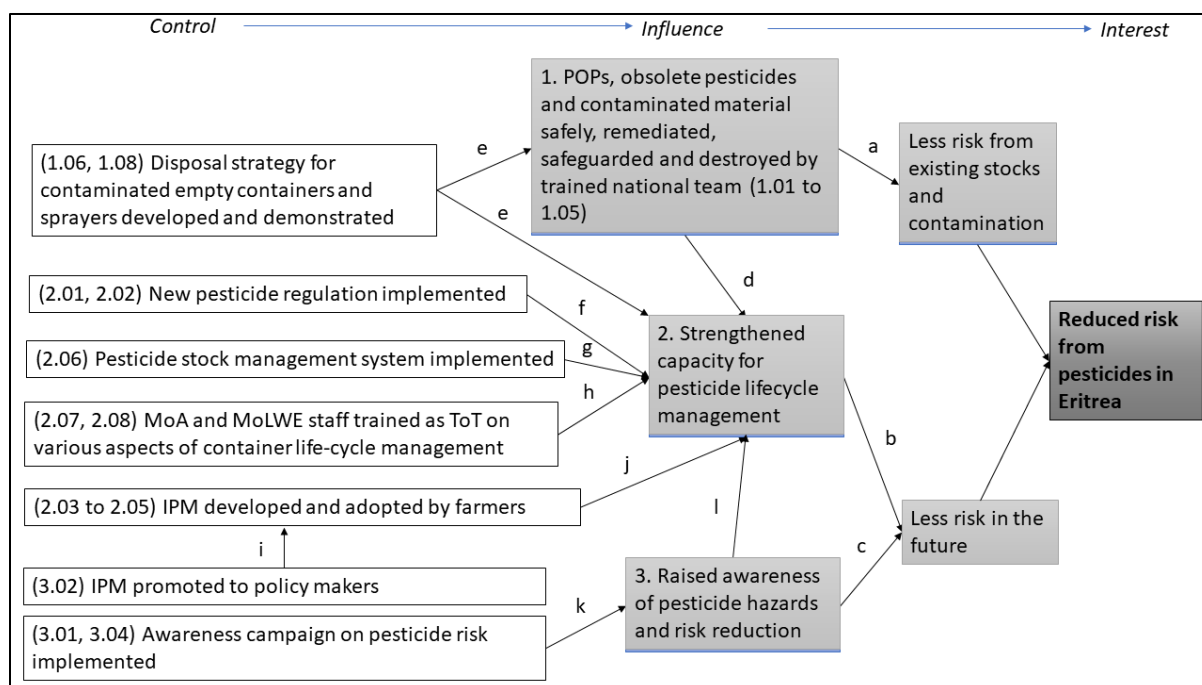 Control
Influence
Interest
1. POPs, obsolete pesticides
and contaminated material
safely, remediated,
safeguarded and destroyed by
trained national team (1.01 to
1.05)
a
Less risk from
existing stocks
and
contamination
(1.06, 1.08) Disposal strategy for
contaminated empty containers and
sprayers developed and demonstrated
e
e
d
(2.01, 2.02) New pesticide regulation implemented
f
(2.06) Pesticide stock management system implemented
g
(2.07, 2.08) MoA and MoLWE staff trained as ToT on
various aspects of container life-cycle management
h
2. Strengthened
capacity for
pesticide lifecycle
management
Reduced risk
from
pesticides in
Eritrea
b
(2.03 to 2.05) IPM developed and adopted by farmers
j
i
l
Less risk in the
future
c
(3.02) IPM promoted to policy makers
(3.01, 3.04) Awareness campaign on pesticide risk
implemented
k
3. Raised awareness
of pesticide hazards
and risk reduction